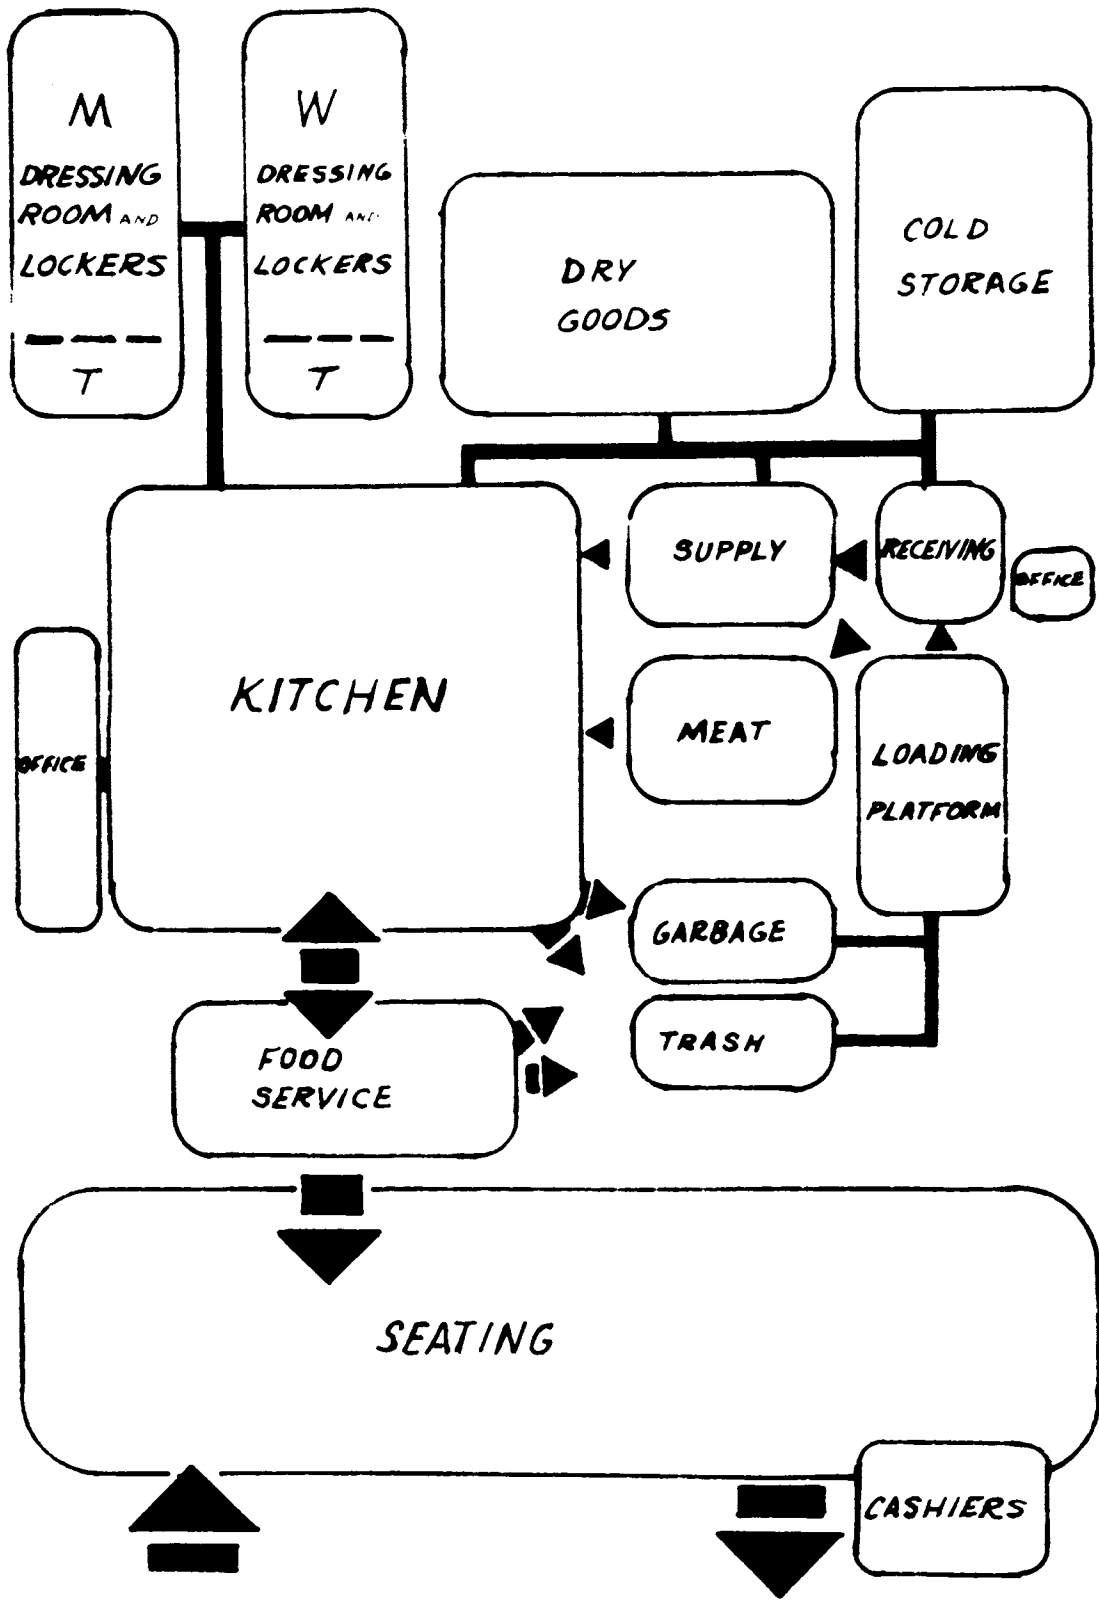 M
DRESSING
ROOM AND
LOCKERS
T
W
DRESSING
ROOM AND
LOCKERS
T
DRY
GOODS
COLD
STORAGE
SUPPLY
RECEIVING
OFFICE
KITCHEN
MEAT
OFFICE
LOADING
PLATFORM
GARBAGE
TRASH
FOOD
SERVICE
SEATING
CASHIERS